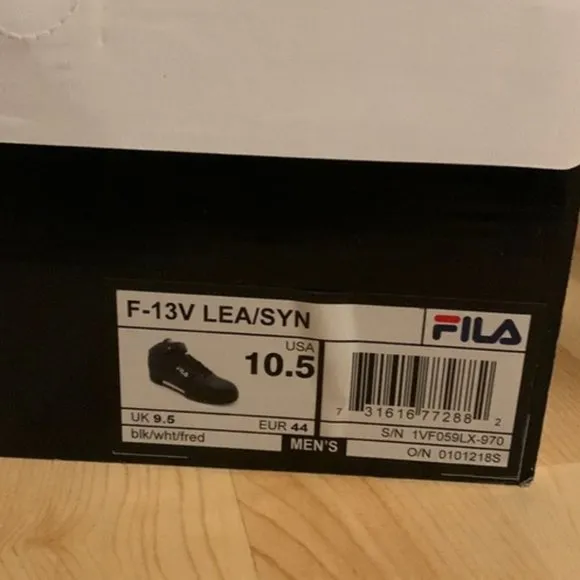 F-13V LEA/SYN
FILA
USA
10.5
FILA
UK 9.5
EUR 44
blk/wht/fred
MEN'S
7 31616 77288 2
S/N 1VF059LX-970
O/N 0101218S